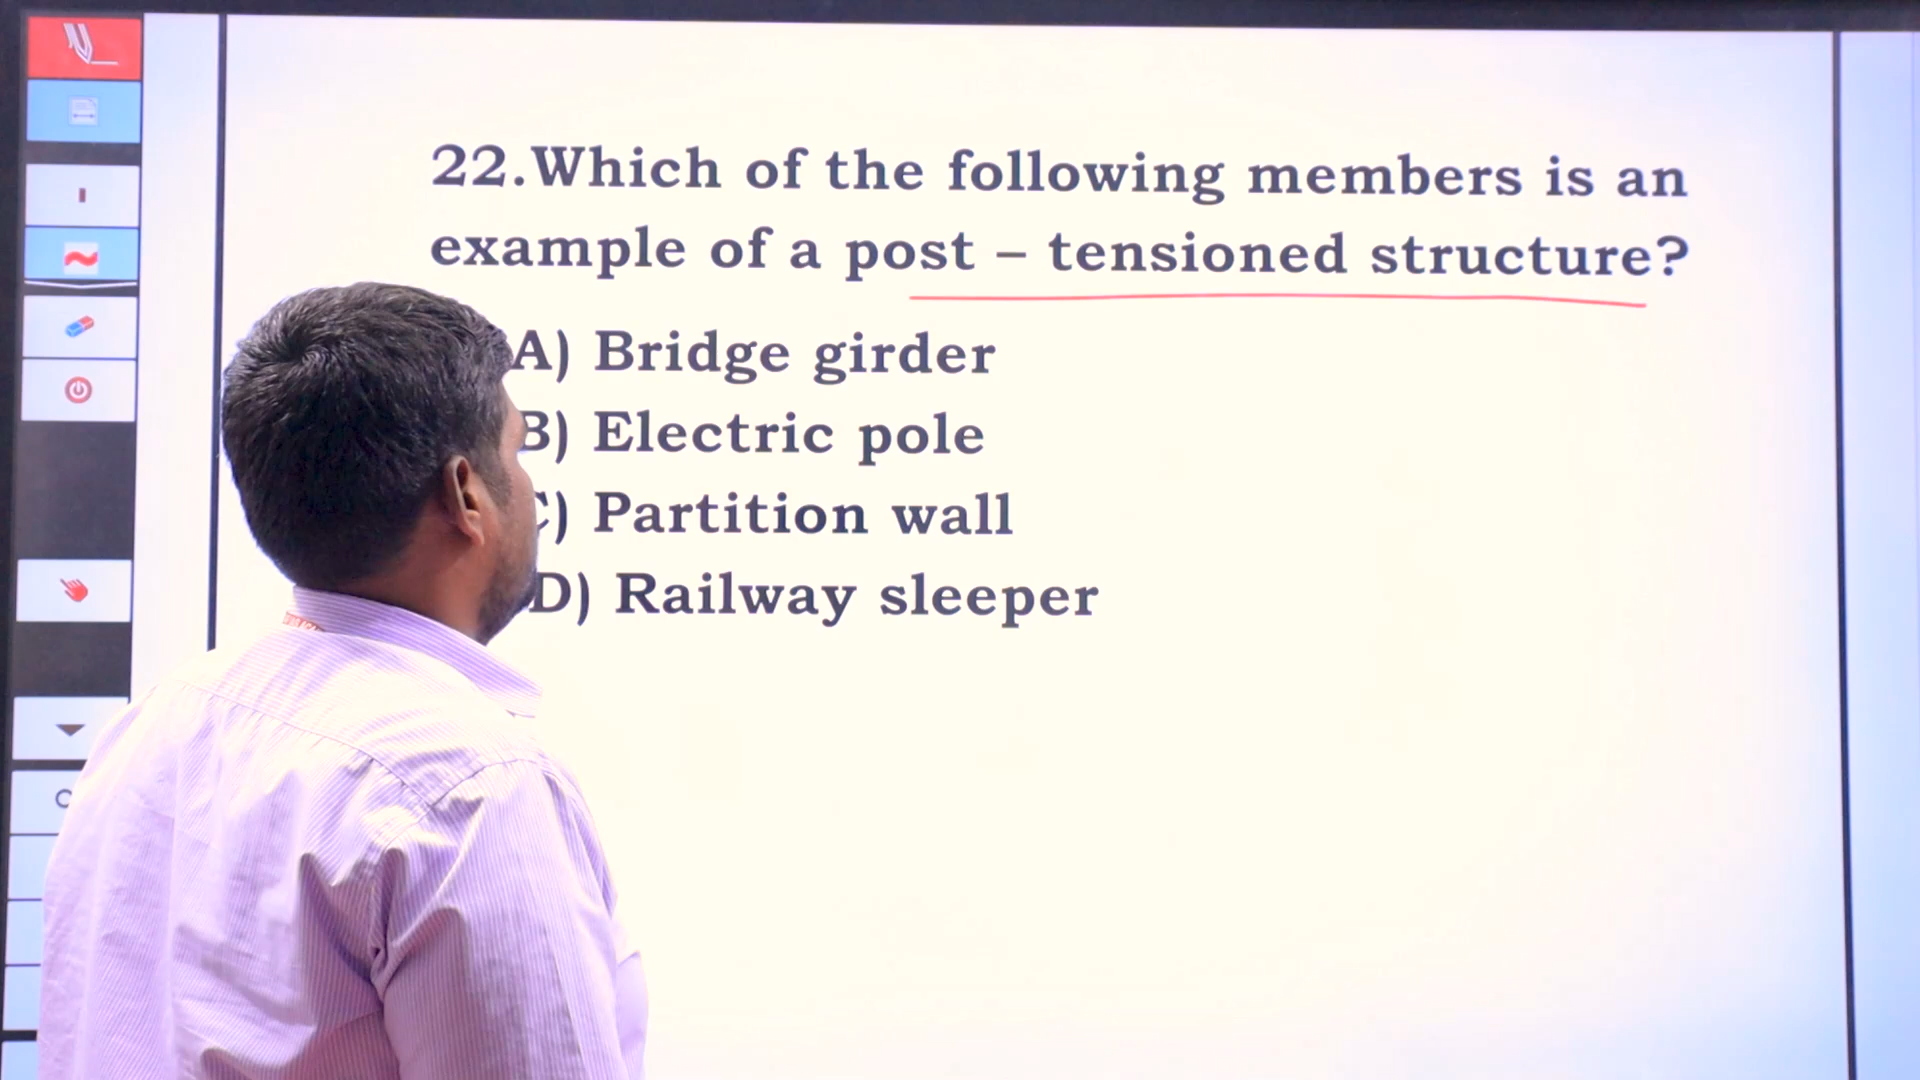 22.Which of the following members is an
example of a post – tensioned structure?
A) Bridge girder
B) Electric pole
C) Partition wall
D) Railway sleeper